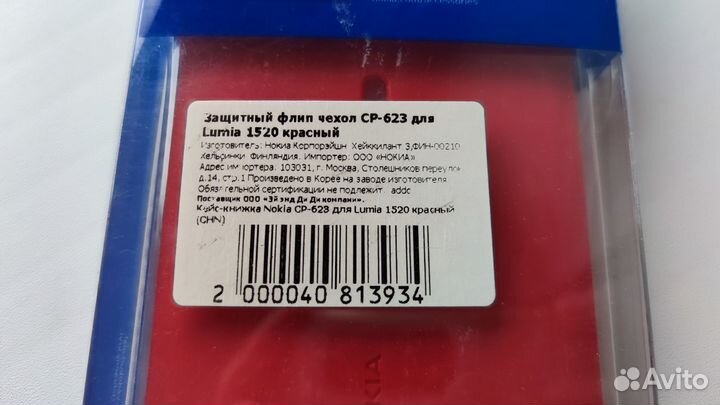 Защитный флип чехол CP-623 для
Lumia 1520 красный
Изготовитель: Нокиа Корпорэйшн Хейккилантı 3,ФИН-00210
Хельсинки Финляндия. Импортер: ООО «НОКИА»
Адрес импортера: 103031, г. Москва, Столешников переулок
д.14, стр.1 Произведено в Корее на заводе изготовителя
Обязательной сертификации не подлежит. addc
Поставщик ООО «Эй энд Ди Ди компани».
Кейс-книжка Nokia CP-623 для Lumia 1520 красный
(CHN)
2 000040 813934
Avito